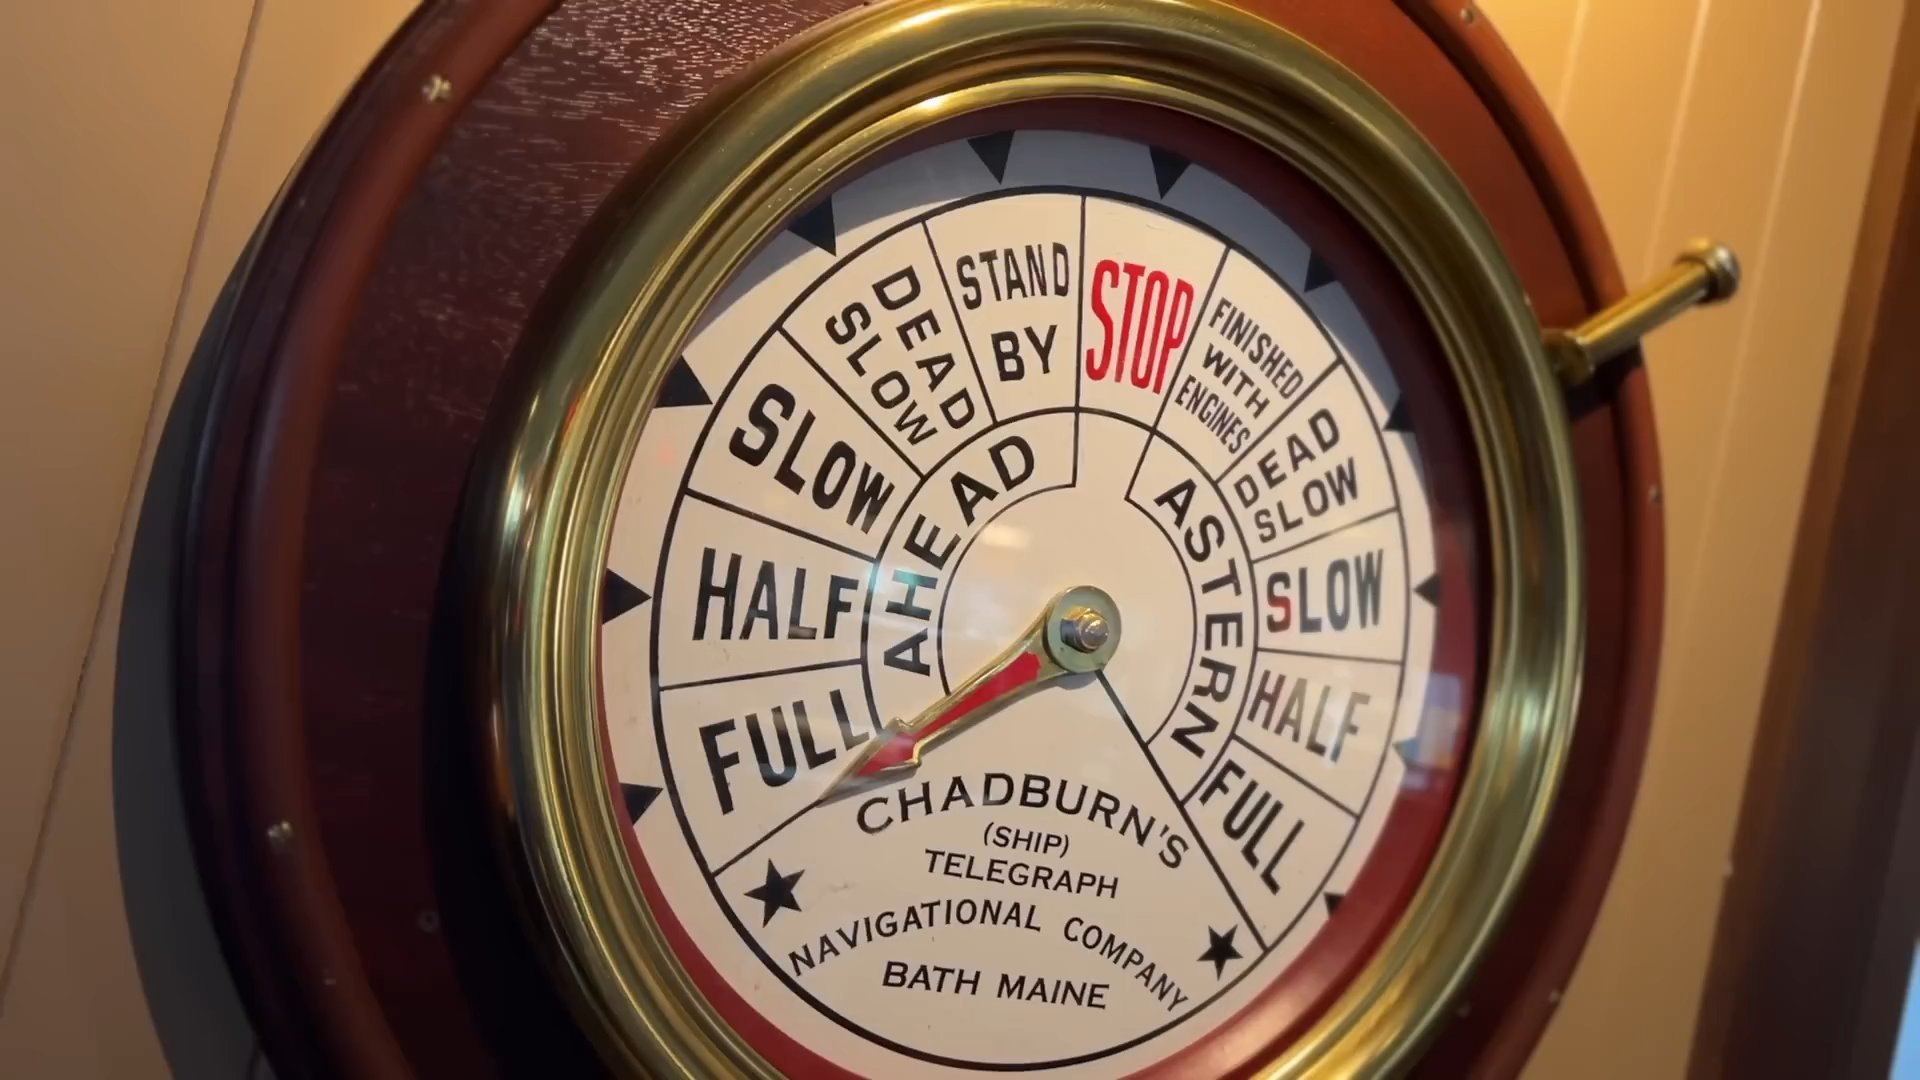 STAND
BY
STOP
FINISHED
WITH
ENGINES
DEAD
SLOW
SLOW
HALF
FULL
AHEAD
DEAD
SLOW
SLOW
HALF
FULL
ASTERN
CHADBURN'S
(SHIP)
TELEGRAPH
NAVIGATIONAL COMPANY
BATH MAINE